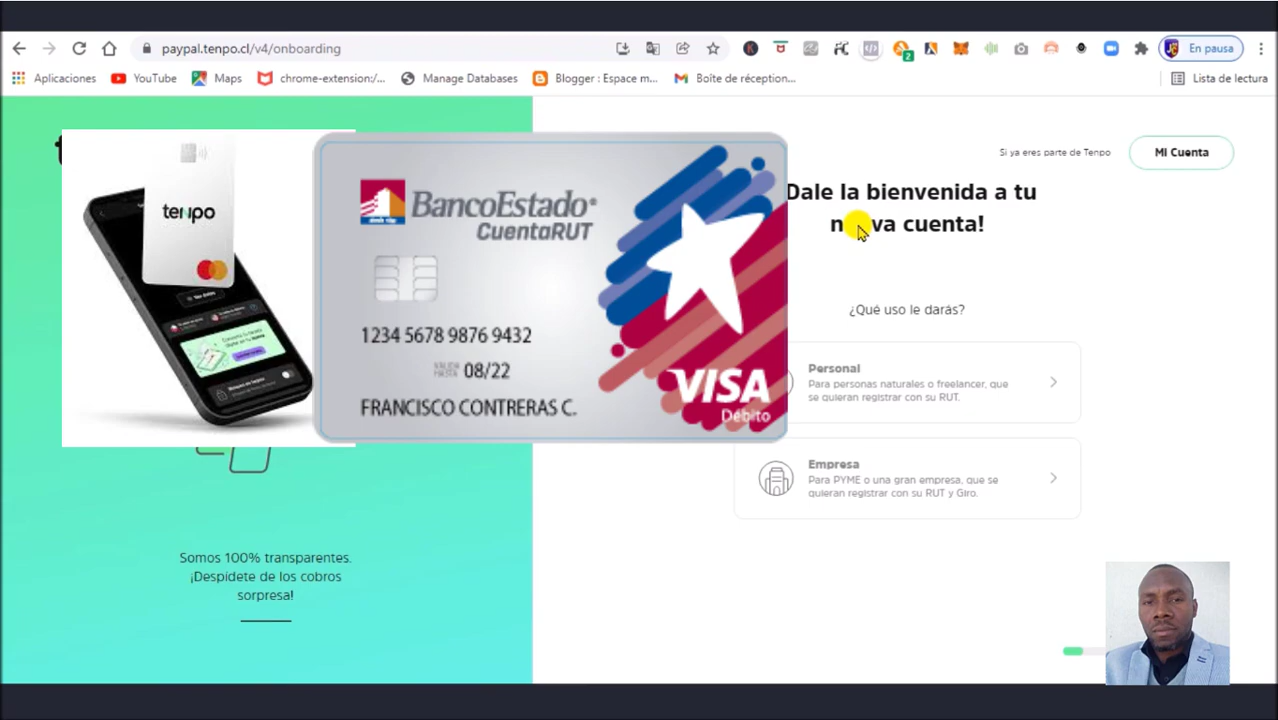 paypal.tenpo.cl/v4/onboarding
2
En pausa
Aplicaciones
YouTube
Maps
chrome-extension:/...
Manage Databases
Blogger : Espace m...
Boîte de réception...
Lista de lectura
Si ya eres parte de Tenpo
Mi Cuenta
tenpo
BancoEstado®
CuentaRUT
1234 5678 9876 9432
VALIDA HASTA 08/22
FRANCISCO CONTRERAS C.
VISA
Débito
Dale la bienvenida a tu
va cuenta!
¿Qué uso le darás?
Personal
Para personas naturales o freelancer, que
se quieran registrar con su RUT.
Empresa
Para PYME o una gran empresa, que se
quieran registrar con su RUT y Giro.
Somos 100% transparentes.
¡Despídete de los cobros
sorpresa!